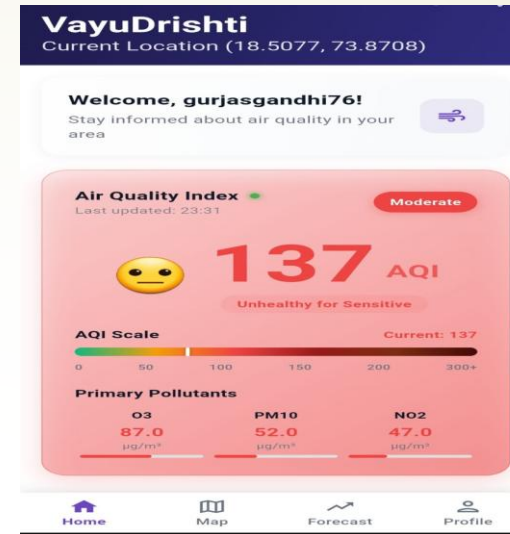 VayuDrishti
Current Location (18.5077, 73.8708)
Welcome, gurjasgandhi76!
Stay informed about air quality in your
area
Air Quality Index
Last updated: 23:31
Moderate
137 AQI
Unhealthy for Sensitive
AQI Scale
Current: 137
0 50 100 150 200 300+
Primary Pollutants
O3 PM10 NO2
87.0 52.0 47.0
µg/m³ µg/m³ µg/m³
Home Map Forecast Profile